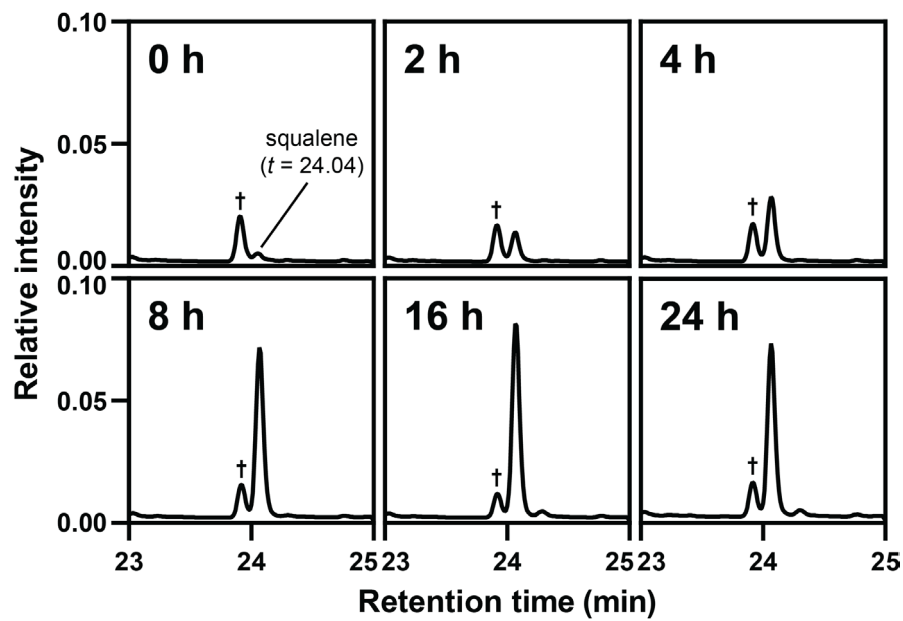 0.10
0 h
2 h
4 h
squalene
(t = 24.04)
0.05
†
†
†
0.00
0.10
8 h
16 h
24 h
0.05
†
†
†
0.00
23
24
25
23
24
25
23
24
25
Relative intensity
Retention time (min)